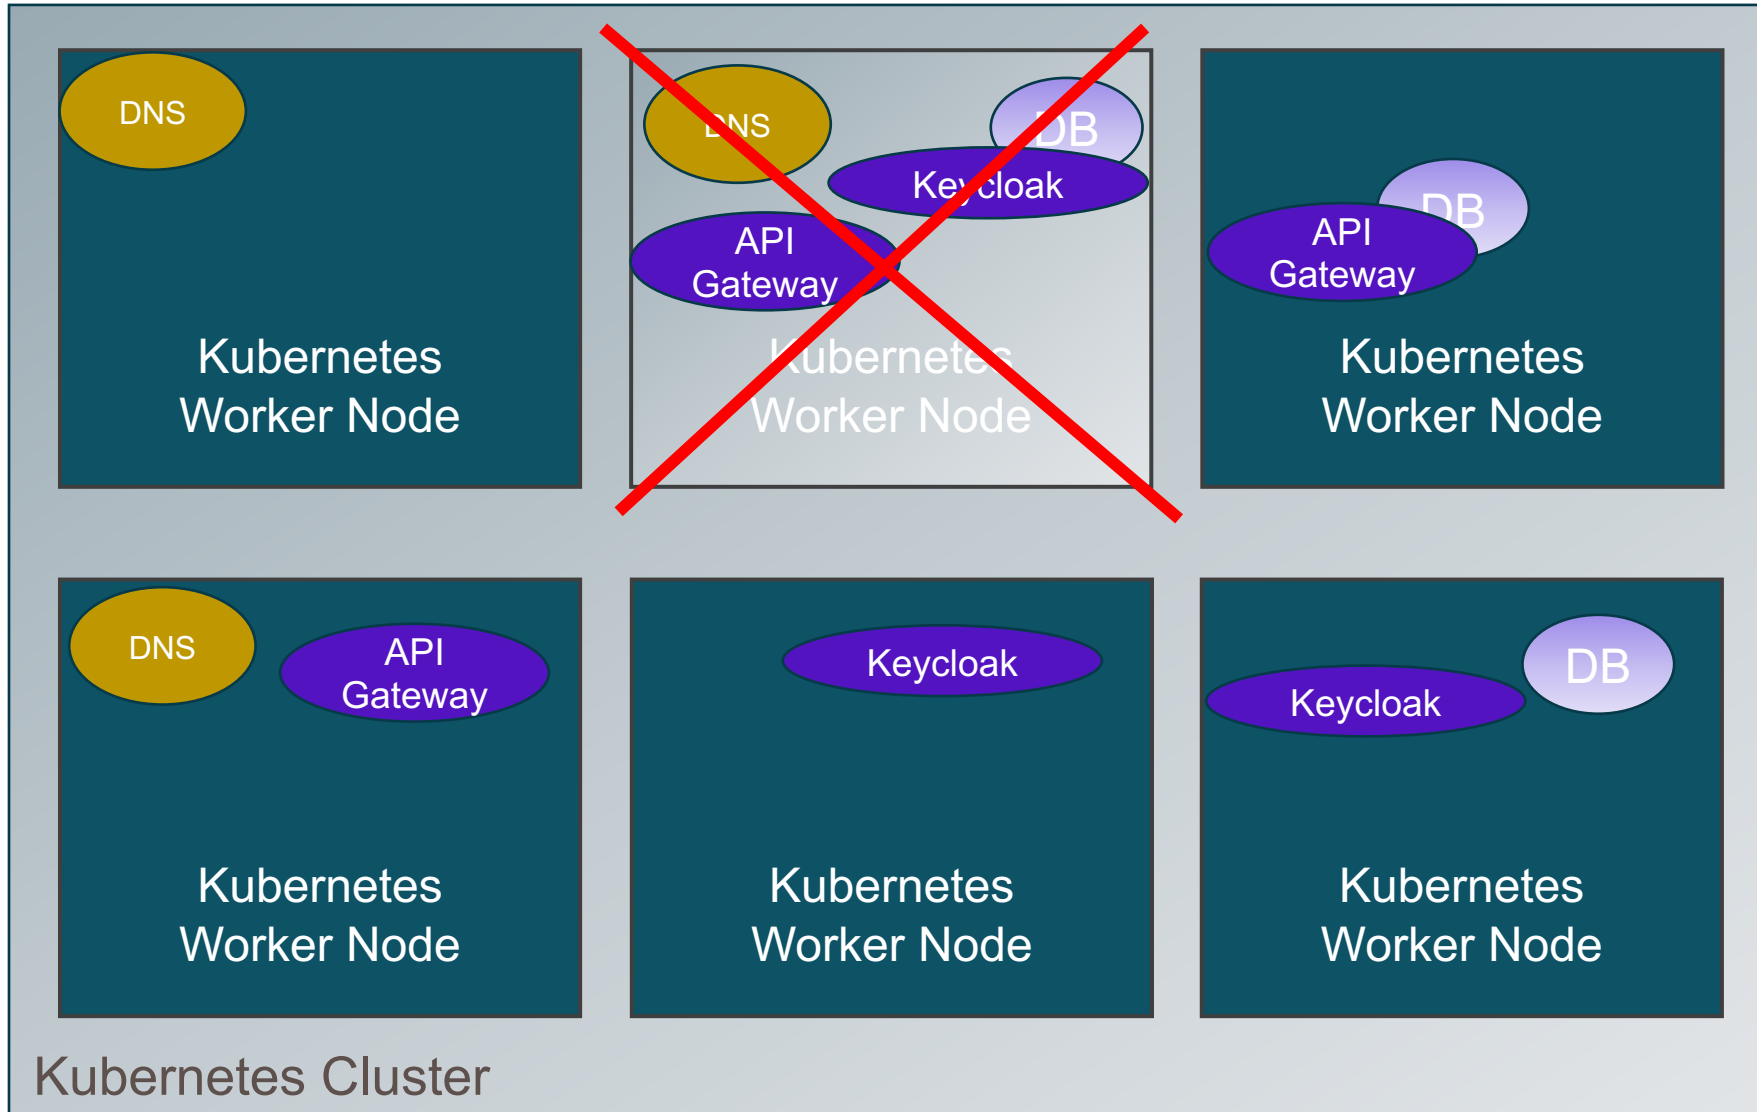 DNS
Kubernetes
Worker Node
DNS
DB
Keycloak
API
Gateway
Kubernetes
Worker Node
DB
API
Gateway
Kubernetes
Worker Node
DNS
API
Gateway
Kubernetes
Worker Node
Keycloak
Kubernetes
Worker Node
DB
Keycloak
Kubernetes
Worker Node
Kubernetes Cluster